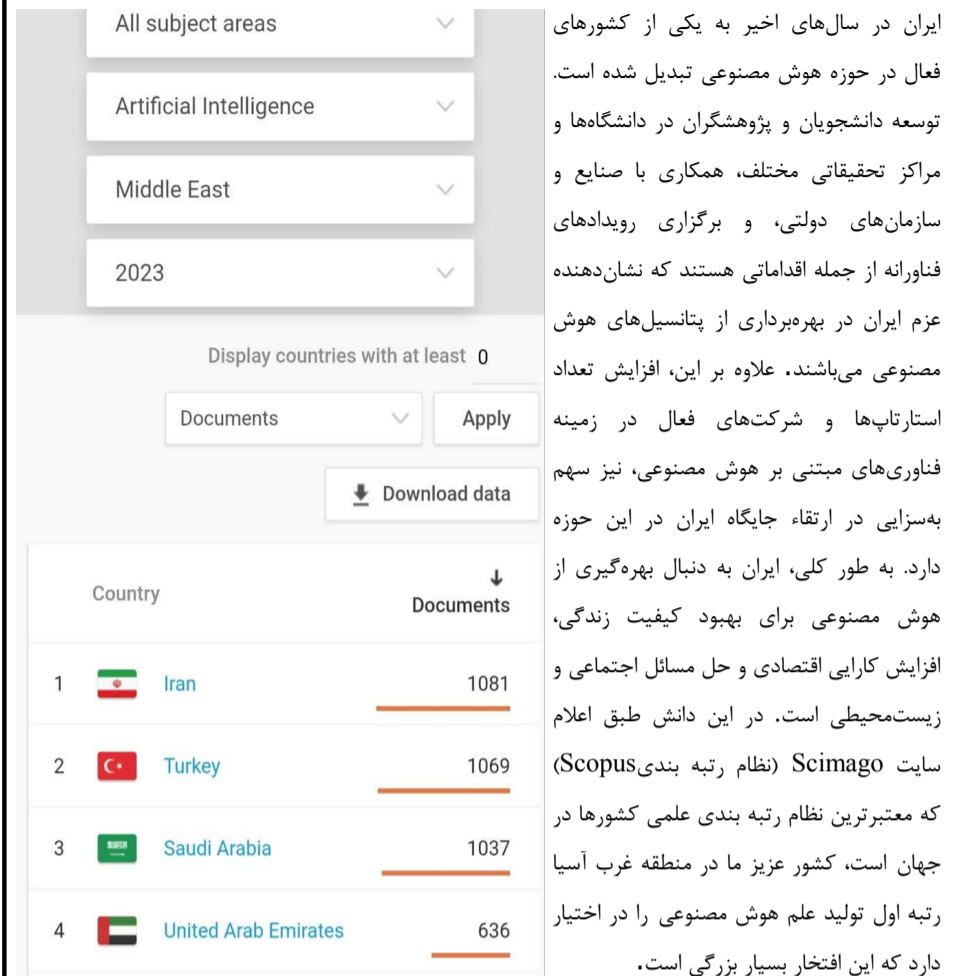 All subject areas
Artificial Intelligence
Middle East
2023
Display countries with at least 0
Documents
Apply
Download data
Country
Documents
1 Iran 1081
2 Turkey 1069
3 Saudi Arabia 1037
4 United Arab Emirates 636
ایران در سال‌های اخیر به یکی از کشورهای
فعال در حوزه هوش مصنوعی تبدیل شده است.
توسعه دانشجویان و پژوهشگران در دانشگاه‌ها و
مراکز تحقیقاتی مختلف، همکاری با صنایع و
سازمان‌های دولتی، و برگزاری رویدادهای
فناورانه از جمله اقداماتی هستند که نشان‌دهنده
عزم ایران در بهره‌برداری از پتانسیل‌های هوش
مصنوعی می‌باشند. علاوه بر این، افزایش تعداد
استارتاپ‌ها و شرکت‌های فعال در زمینه
فناوری‌های مبتنی بر هوش مصنوعی، نیز سهم
به‌سزایی در ارتقاء جایگاه ایران در این حوزه
دارد. به طور کلی، ایران به دنبال بهره‌گیری از
هوش مصنوعی برای بهبود کیفیت زندگی،
افزایش کارایی اقتصادی و حل مسائل اجتماعی و
زیست‌محیطی است. در این دانش طبق اعلام
سایت Scimago (نظام رتبه بندیScopus)
که معتبرترین نظام رتبه بندی علمی کشورها در
جهان است، کشور عزیز ما در منطقه غرب آسیا
رتبه اول تولید علم هوش مصنوعی را در اختیار
دارد که این افتخار بسیار بزرگی است.